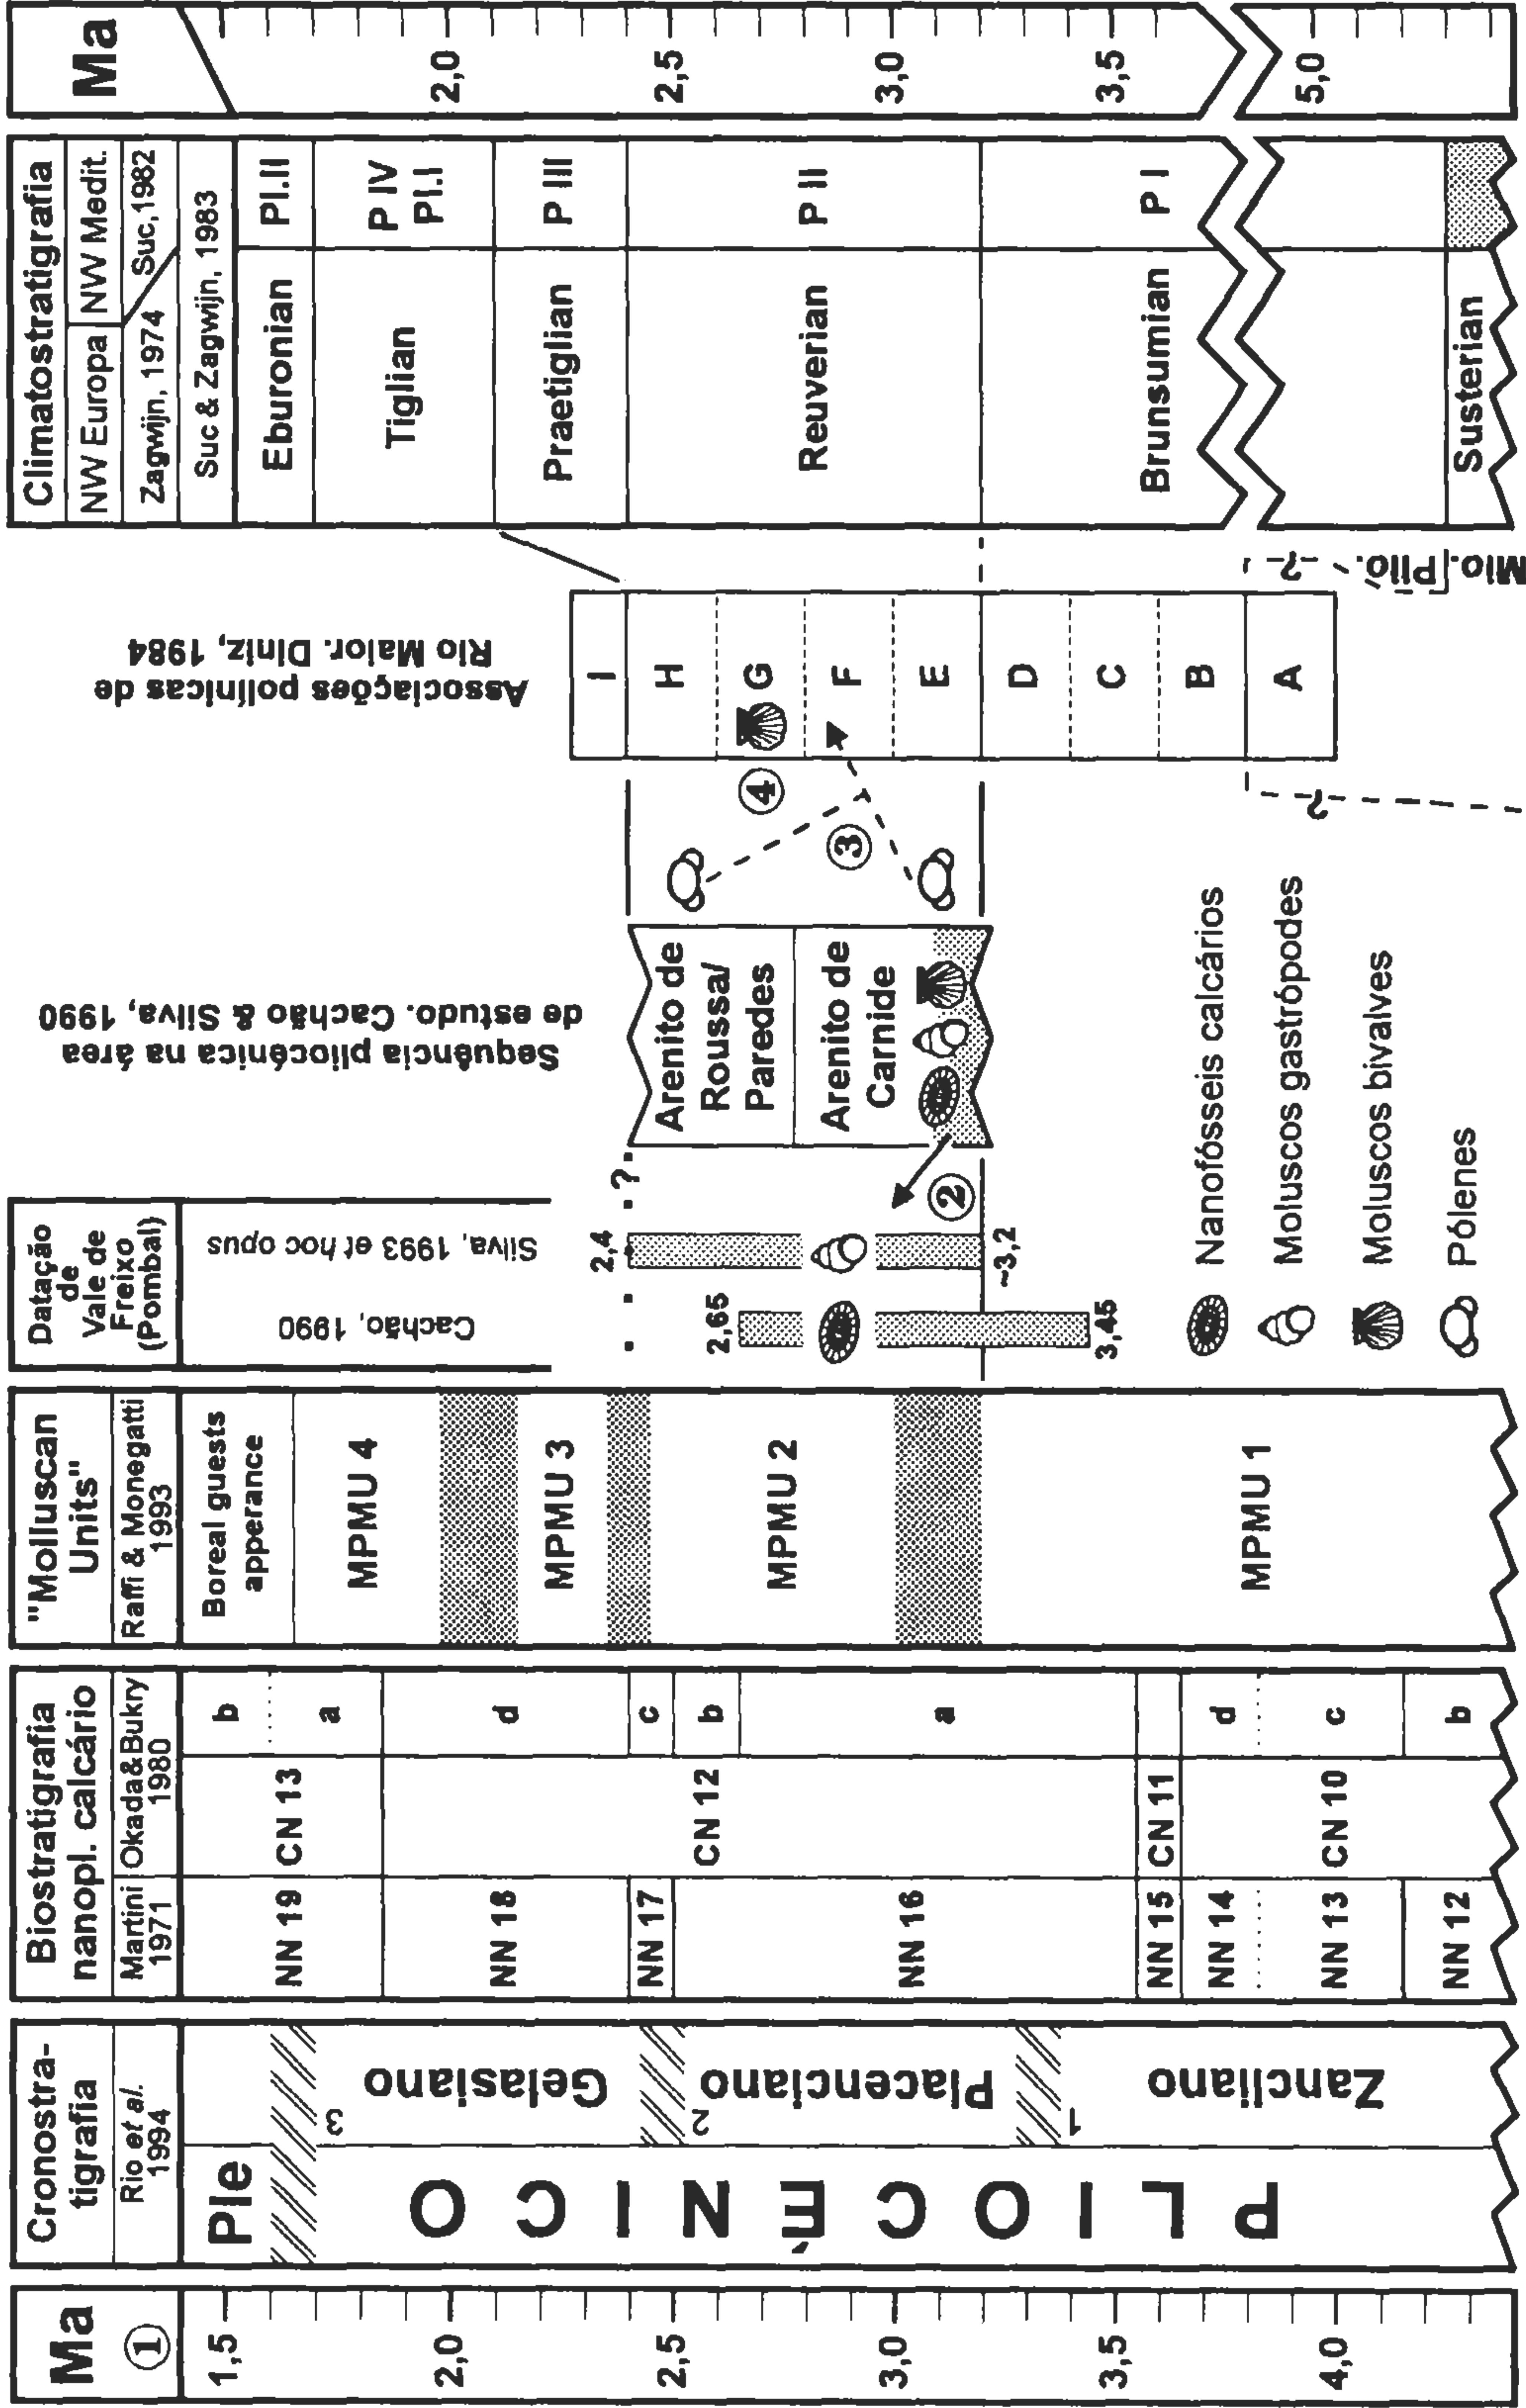 Ma
①
1,5
2,0
2,5
3,0
3,5
4,0
Cronostra-
tigrafia
Rio et al.
1994
Ple
PLIOCÉNICO
3
Gelasiano
2
Placenciano
1
Zancliano
Biostratigrafia
nanopl. calcário
Martini
1971
Okada&Bukry
1980
NN 19
NN 18
NN 17
NN 16
NN 15
NN 14
NN 13
NN 12
CN 13
CN 12
CN 11
CN 10
b
a
d
c
b
a
d
c
b
"Molluscan
Units"
Raffi & Monegatti
1993
Boreal guests
apperance
MPMU 4
MPMU 3
MPMU 2
MPMU 1
Datação
de
Vale de
Freixo
(Pombal)
Cachão, 1990
Silva, 1993 et hoc opus
2,65
3,45
2,4
~3,2
?
②
Sequência pliocénica na área
de estudo. Cachão & Silva, 1990
Arenito de
Roussa/
Paredes
Arenito de
Carnide
③
④
Associações polínicas de
Rio Maior. Diniz, 1984
I
H
G
F
E
D
C
B
A
?
?
Mio.
Plio.
Nanofósseis calcários
Moluscos gastrópodes
Moluscos bivalves
Pólenes
Climatostratigrafia
NW Europa
NW Medit.
Zagwijn, 1974
Suc, 1982
Suc & Zagwijn, 1983
Eburonian
Pl.II
Tiglian
P IV
Pl.I
Praetiglian
P III
Reuverian
P II
Brunsumian
P I
Susterian
Ma
2,0
2,5
3,0
3,5
5,0